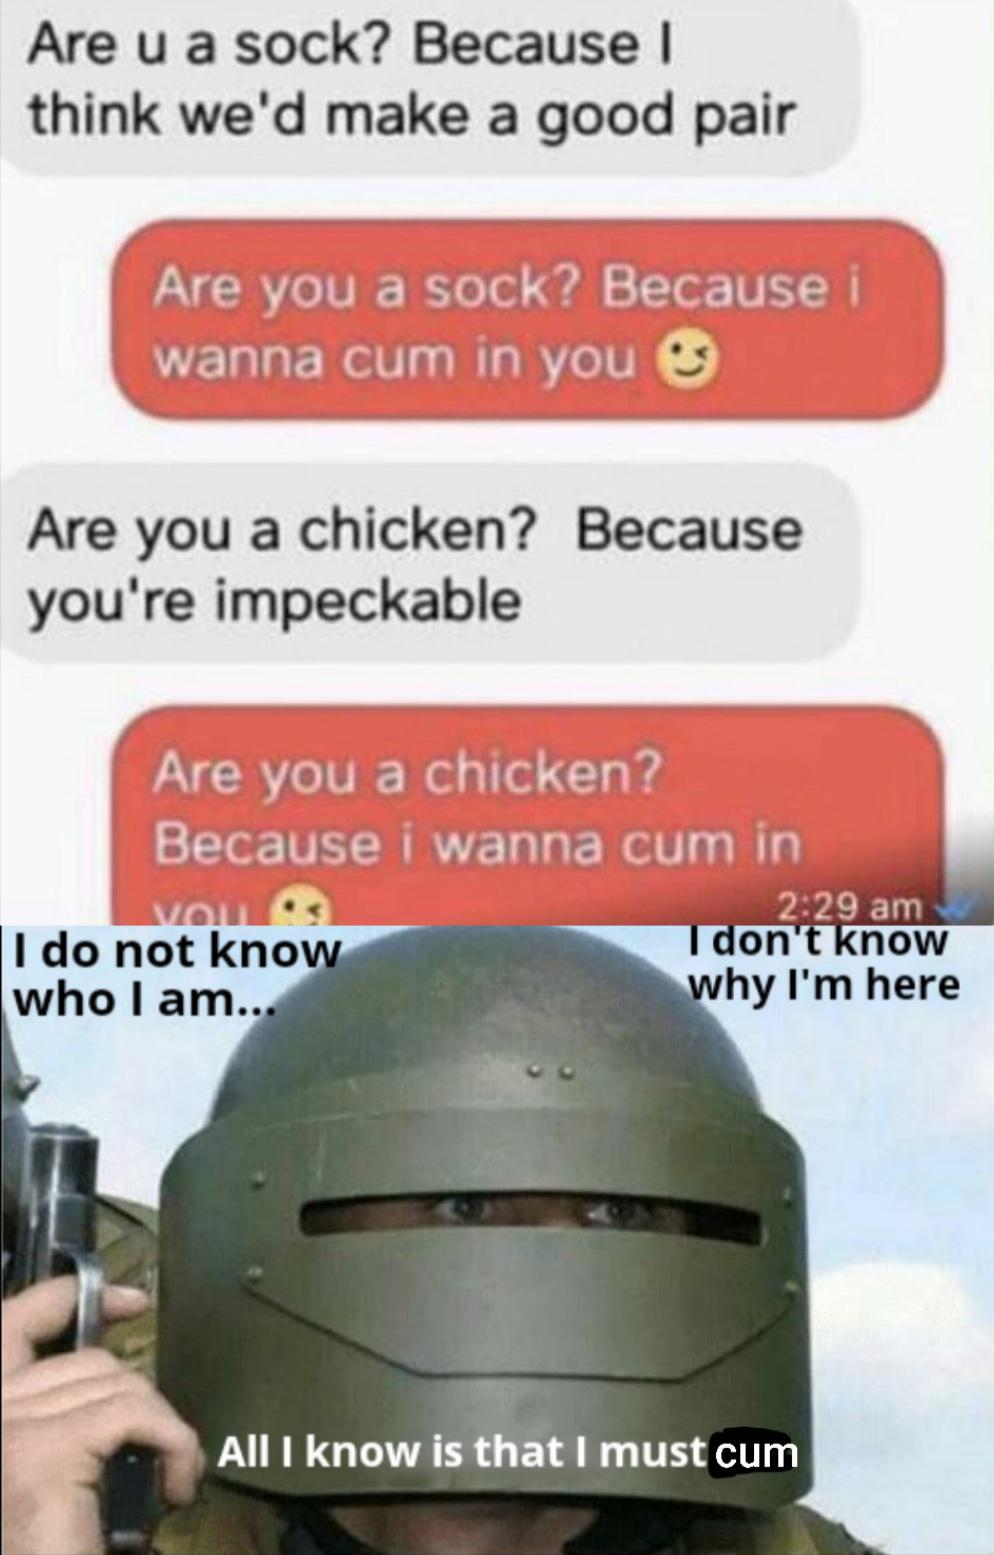 Are u a sock? Because I
think we'd make a good pair
Are you a sock? Because i
wanna cum in you 😉
Are you a chicken?  Because
you're impeckable
Are you a chicken?
Because i wanna cum in
you 😉
2:29 am
I do not know
who I am...
I don't know
why I'm here
All I know is that I must cum